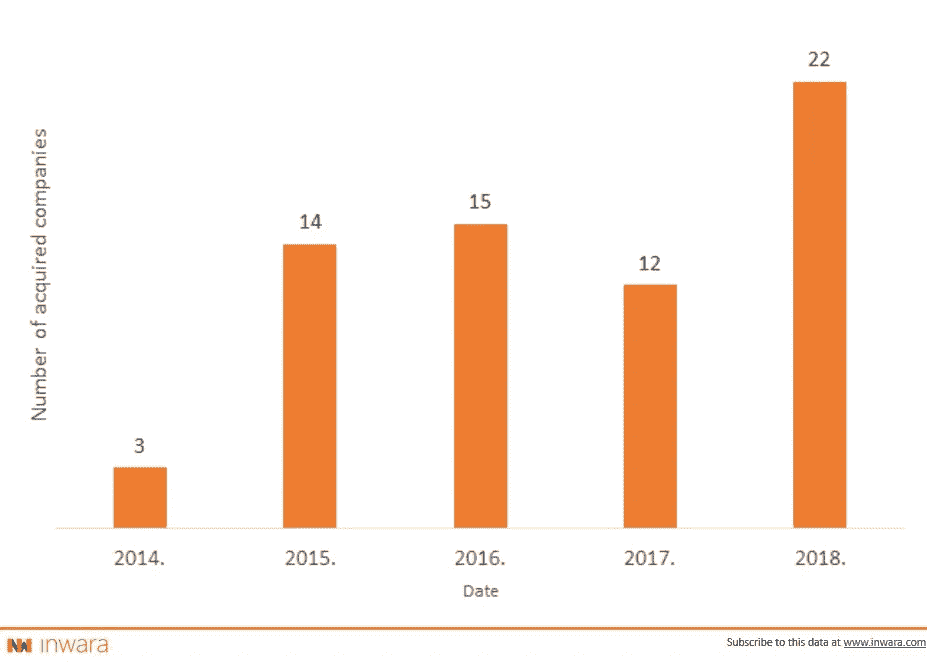 22
15
14
12
3
Number of acquired companies
2014. 2015. 2016. 2017. 2018.
Date
inwara
Subscribe to this data at www.inwara.com